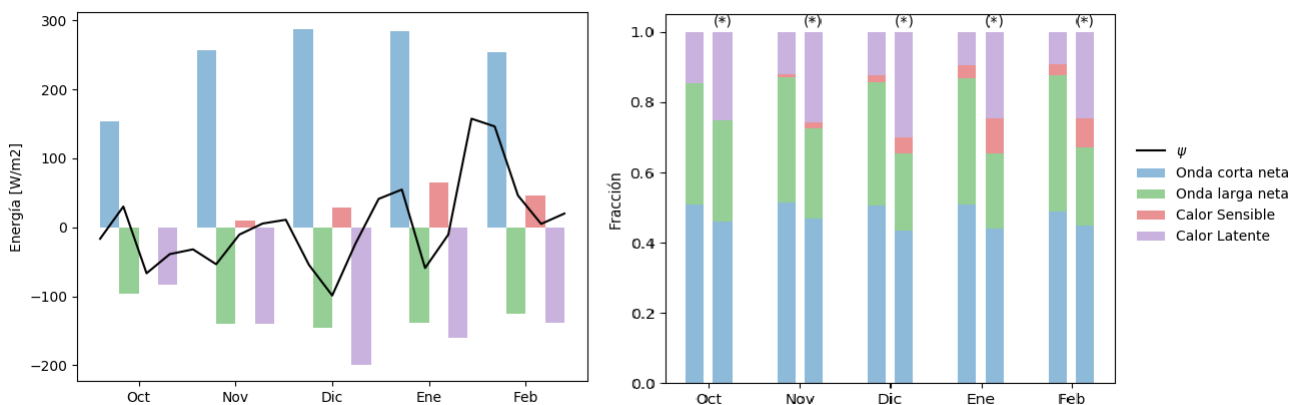 Energía [W/m2]
300
200
100
0
−100
−200
Oct
Nov
Dic
Ene
Feb
Fracción
1.0
0.8
0.6
0.4
0.2
0.0
(*)
(*)
(*)
(*)
(*)
Oct
Nov
Dic
Ene
Feb
ψ
Onda corta neta
Onda larga neta
Calor Sensible
Calor Latente